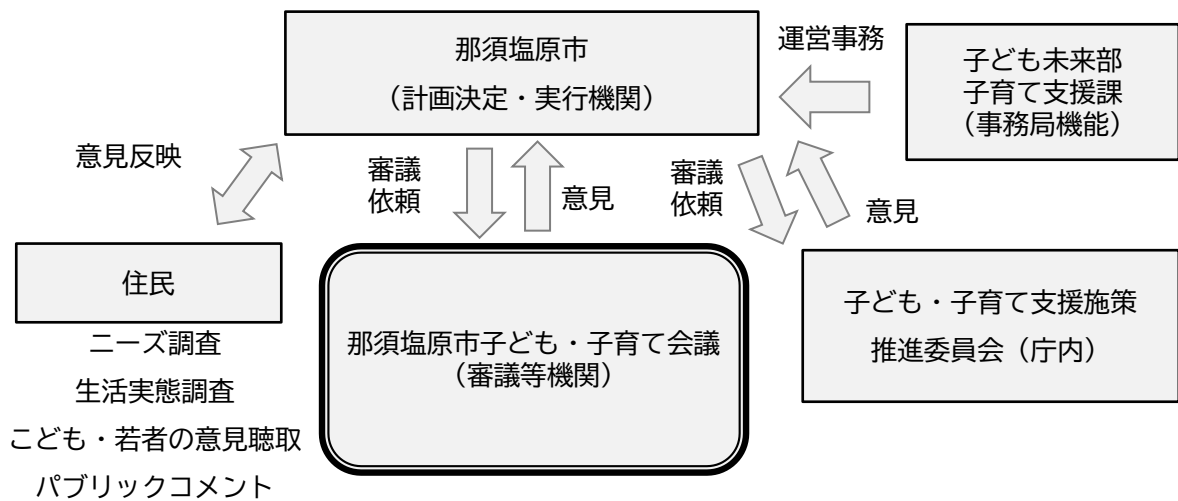 那須塩原市
（計画決定・実行機関）
運営事務
子ども未来部
子育て支援課
（事務局機能）
意見反映
審議
依頼
意見
審議
依頼
意見
住民
ニーズ調査
生活実態調査
こども・若者の意見聴取
パブリックコメント
那須塩原市子ども・子育て会議
（審議等機関）
子ども・子育て支援施策
推進委員会（庁内）